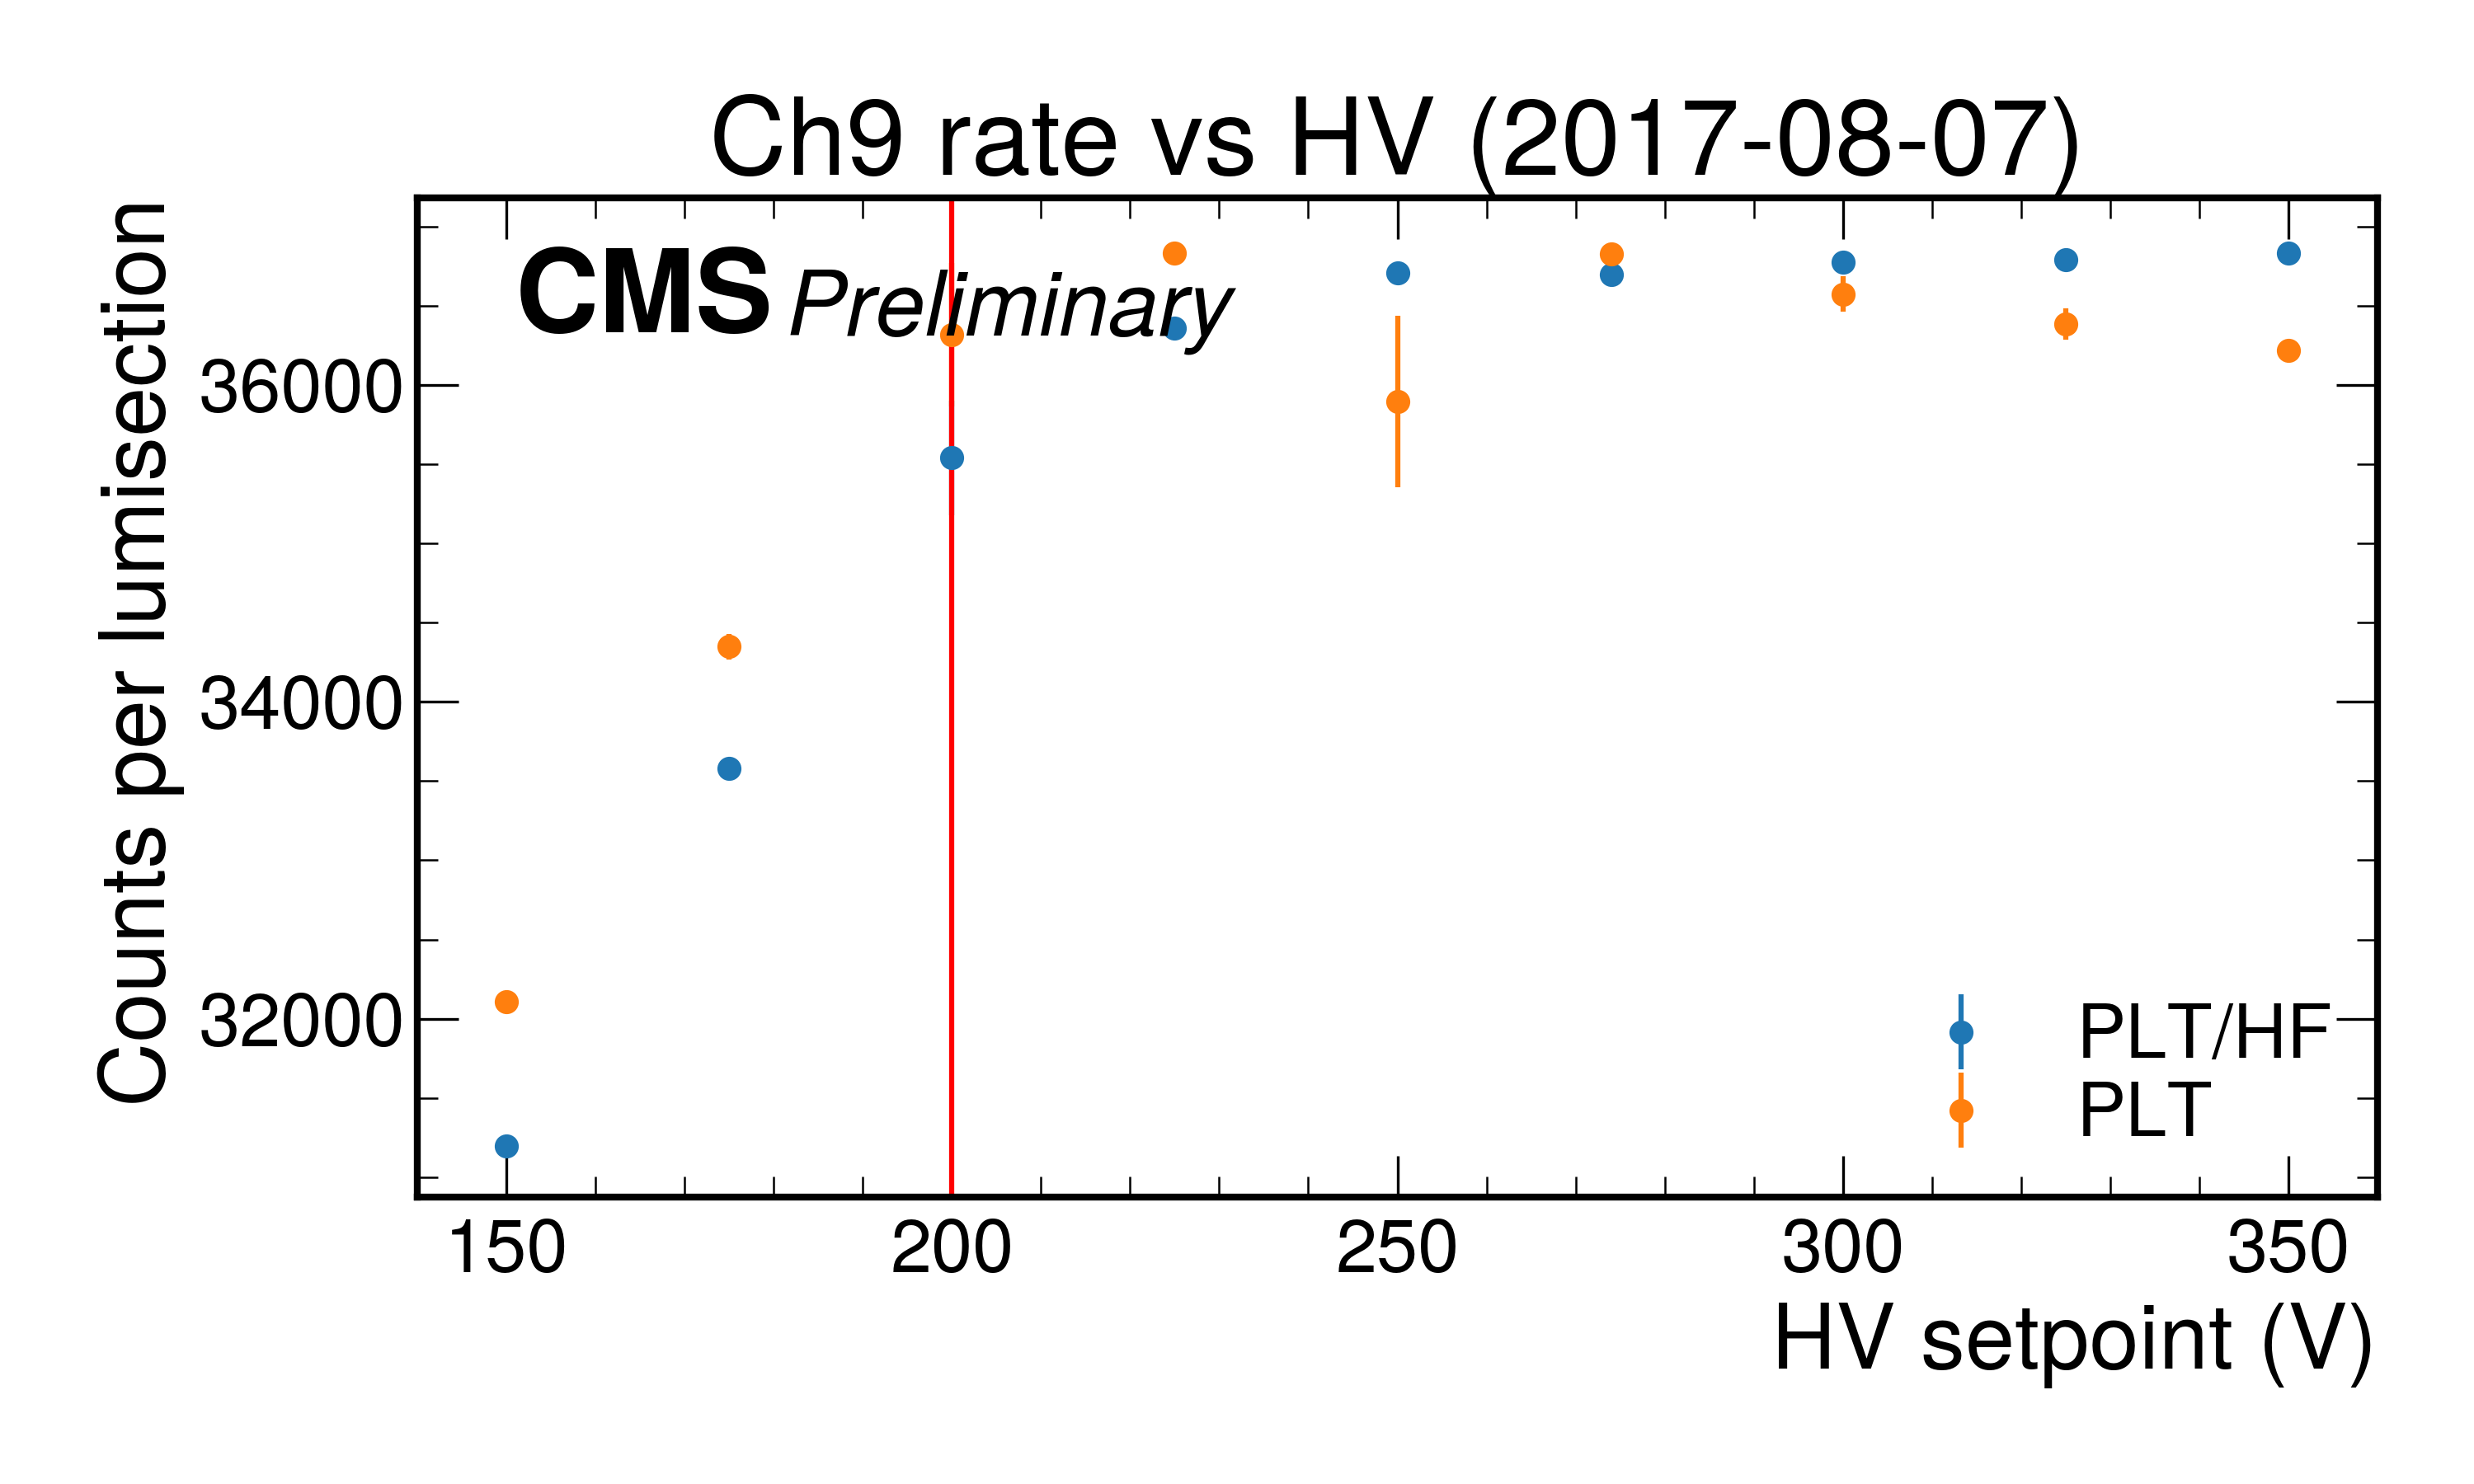 Ch9 rate vs HV (2017-08-07)
CMS Preliminary
Counts per lumisection
36000
34000
32000
PLT/HF
PLT
150 200 250 300 350
HV setpoint (V)